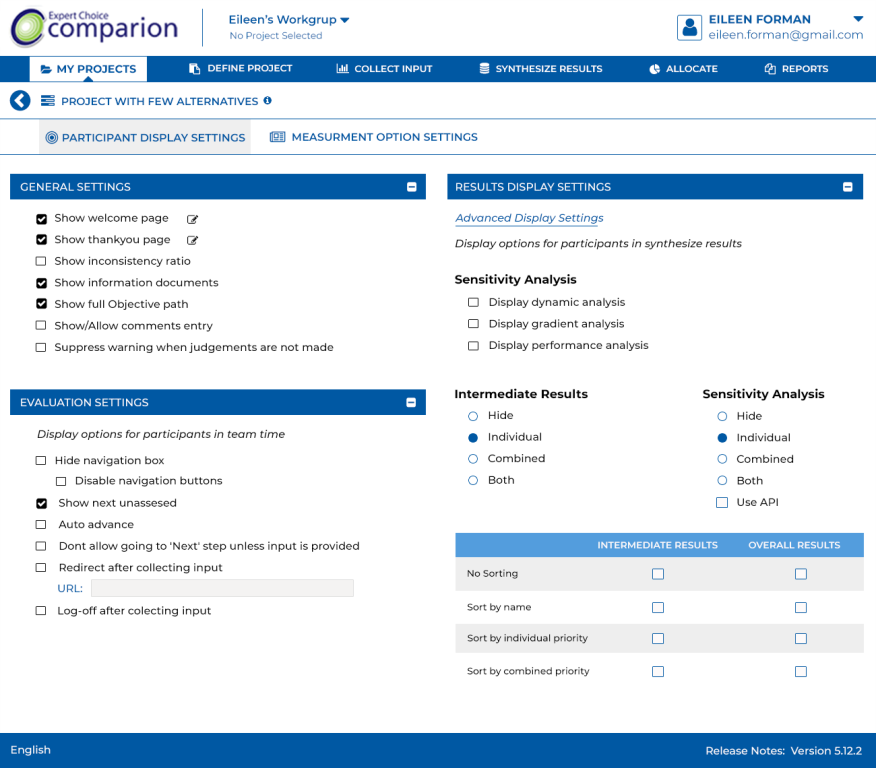 Expert Choice
comparion
Eileen's Workgrup
No Project Selected
EILEEN FORMAN
eileen.forman@gmail.com
MY PROJECTS
DEFINE PROJECT
COLLECT INPUT
SYNTHESIZE RESULTS
ALLOCATE
REPORTS
PROJECT WITH FEW ALTERNATIVES
PARTICIPANT DISPLAY SETTINGS
MEASURMENT OPTION SETTINGS
GENERAL SETTINGS
Show welcome page
Show thankyou page
Show inconsistency ratio
Show information documents
Show full Objective path
Show/Allow comments entry
Suppress warning when judgements are not made
EVALUATION SETTINGS
Display options for participants in team time
Hide navigation box
Disable navigation buttons
Show next unassesed
Auto advance
Dont allow going to 'Next' step unless input is provided
Redirect after collecting input
URL:
Log-off after colecting input
RESULTS DISPLAY SETTINGS
Advanced Display Settings
Display options for participants in synthesize results
Sensitivity Analysis
Display dynamic analysis
Display gradient analysis
Display performance analysis
Intermediate Results
Hide
Individual
Combined
Both
Sensitivity Analysis
Hide
Individual
Combined
Both
Use API
INTERMEDIATE RESULTS OVERALL RESULTS
No Sorting
Sort by name
Sort by individual priority
Sort by combined priority
English
Release Notes: Version 5.12.2